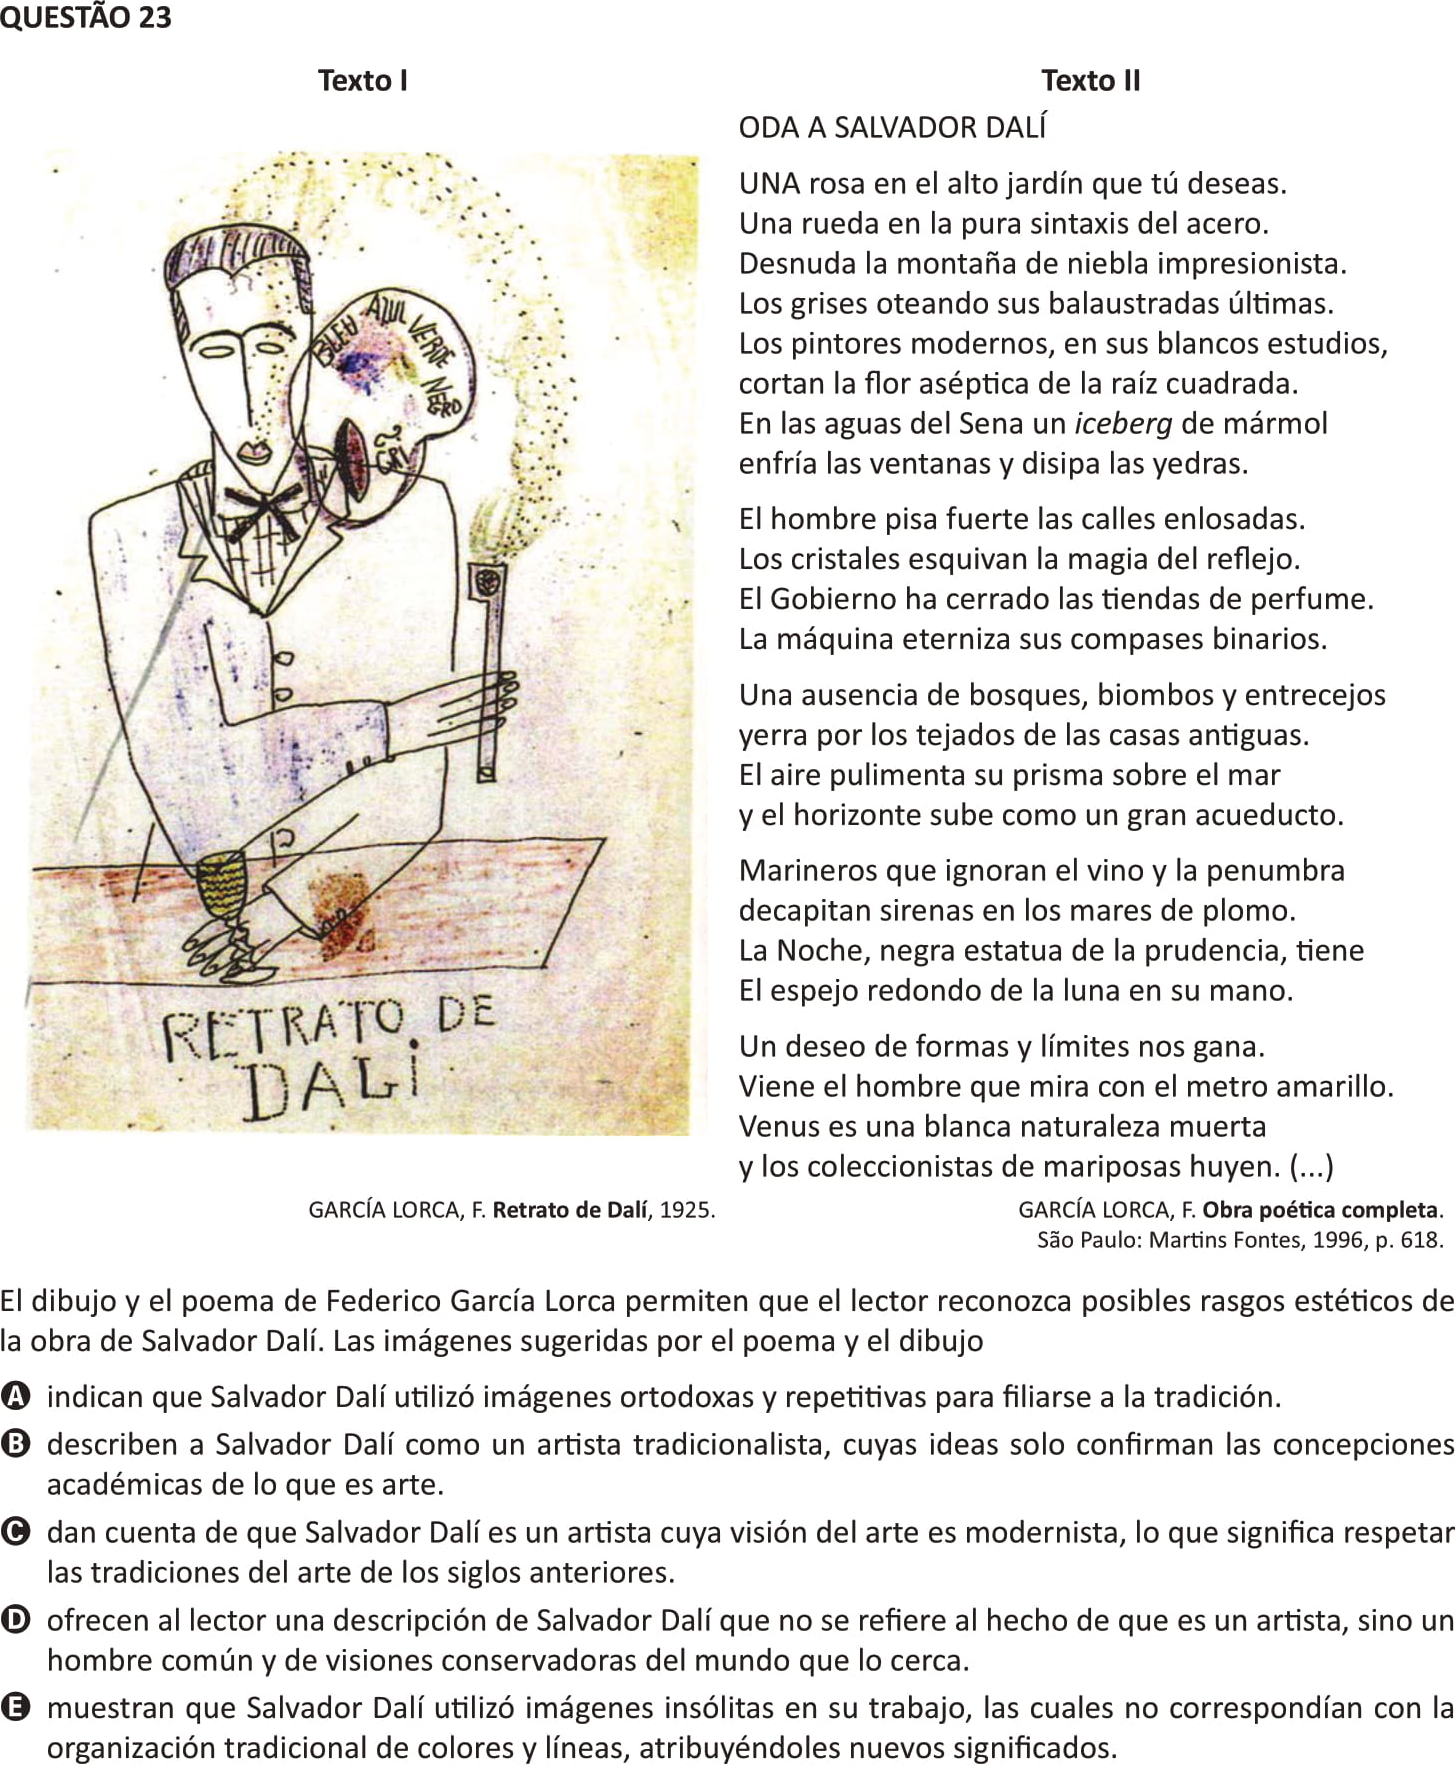 QUESTÃO 23
Texto I
BLEU AZUL VERDE NEGRO
GRI
RETRATO DE
DALÍ
GARCÍA LORCA, F. Retrato de Dalí, 1925.
Texto II
ODA A SALVADOR DALÍ
UNA rosa en el alto jardín que tú deseas.
Una rueda en la pura sintaxis del acero.
Desnuda la montaña de niebla impresionista.
Los grises oteando sus balaustradas últimas.
Los pintores modernos, en sus blancos estudios,
cortan la flor aséptica de la raíz cuadrada.
En las aguas del Sena un iceberg de mármol
enfría las ventanas y disipa las yedras.
El hombre pisa fuerte las calles enlosadas.
Los cristales esquivan la magia del reflejo.
El Gobierno ha cerrado las tiendas de perfume.
La máquina eterniza sus compases binarios.
Una ausencia de bosques, biombos y entrecejos
yerra por los tejados de las casas antiguas.
El aire pulimenta su prisma sobre el mar
y el horizonte sube como un gran acueducto.
Marineros que ignoran el vino y la penumbra
decapitan sirenas en los mares de plomo.
La Noche, negra estatua de la prudencia, tiene
El espejo redondo de la luna en su mano.
Un deseo de formas y límites nos gana.
Viene el hombre que mira con el metro amarillo.
Venus es una blanca naturaleza muerta
y los coleccionistas de mariposas huyen. (...)
GARCÍA LORCA, F. Obra poética completa.
São Paulo: Martins Fontes, 1996, p. 618.
El dibujo y el poema de Federico García Lorca permiten que el lector reconozca posibles rasgos estéticos de
la obra de Salvador Dalí. Las imágenes sugeridas por el poema y el dibujo
A indican que Salvador Dalí utilizó imágenes ortodoxas y repetitivas para filiarse a la tradición.
B describen a Salvador Dalí como un artista tradicionalista, cuyas ideas solo confirman las concepciones
académicas de lo que es arte.
C dan cuenta de que Salvador Dalí es un artista cuya visión del arte es modernista, lo que significa respetar
las tradiciones del arte de los siglos anteriores.
D ofrecen al lector una descripción de Salvador Dalí que no se refiere al hecho de que es un artista, sino un
hombre común y de visiones conservadoras del mundo que lo cerca.
E muestran que Salvador Dalí utilizó imágenes insólitas en su trabajo, las cuales no correspondían con la
organización tradicional de colores y líneas, atribuyéndoles nuevos significados.